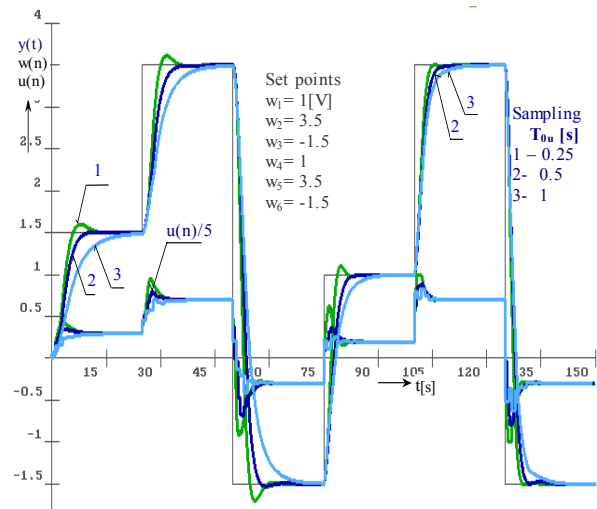 4
y(t)
w(n)
u(n)
2.5
2
1.5
1
0.5
-0.5
-1
-1.5
15
30
45
60
75
90
105
120
135
150
t[s]
Set points
w1= 1[V]
w2= 3.5
w3= -1.5
w4= 1
w5= 3.5
w6= -1.5
Sampling
T0u [s]
1 – 0.25
2- 0.5
3- 1
1
2
3
u(n)/5
3
2